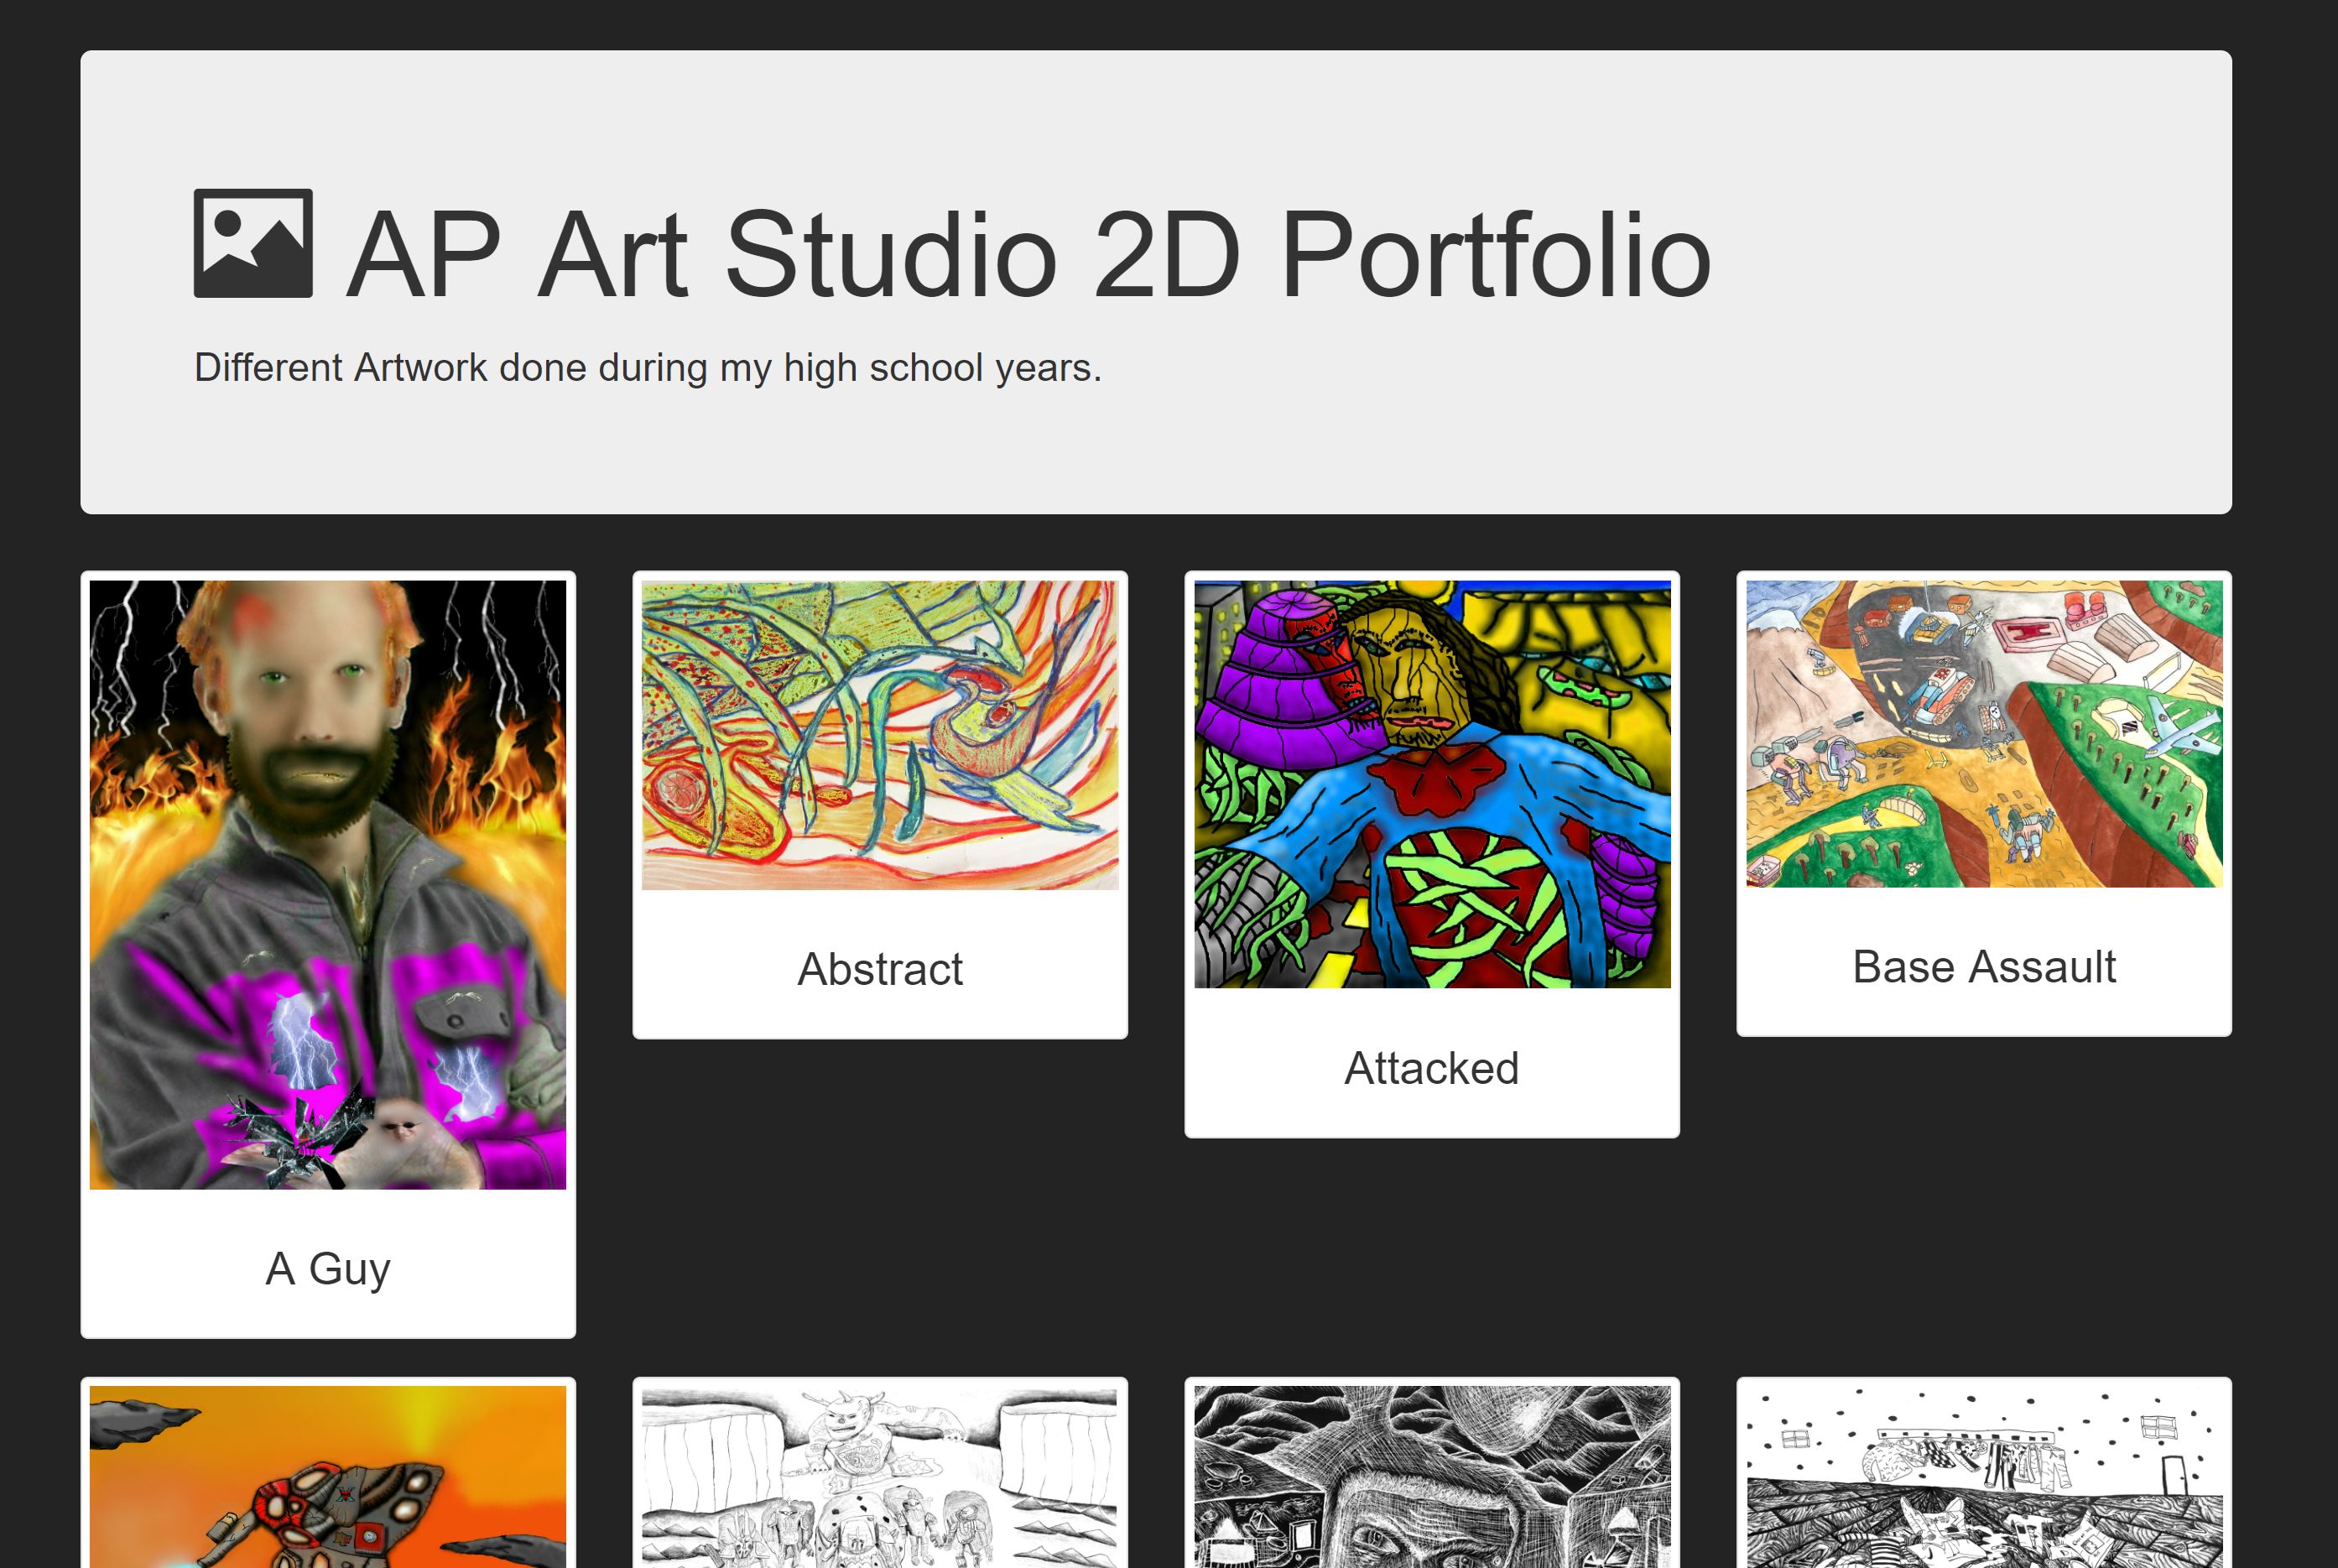 AP Art Studio 2D Portfolio
Different Artwork done during my high school years.
A Guy
Abstract
Attacked
Base Assault